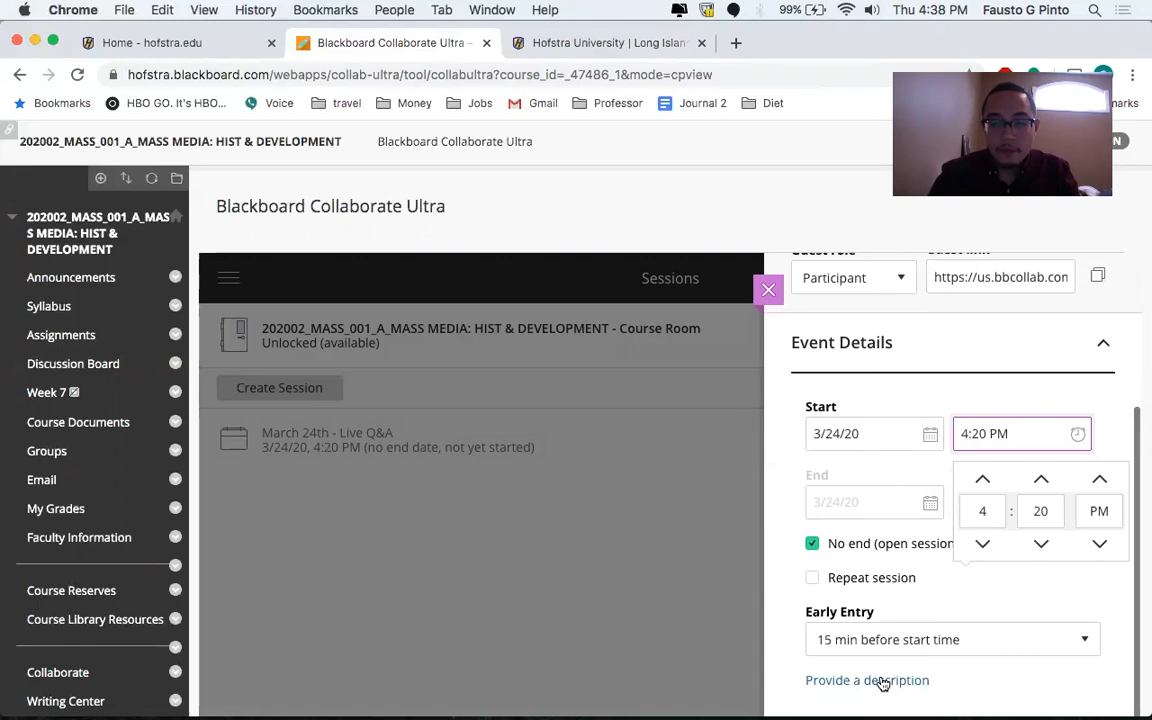 Chrome File Edit View History Bookmarks People Tab Window Help 99% Thu 4:38 PM Fausto G Pinto
Home - hofstra.edu
Blackboard Collaborate Ultra –
Hofstra University | Long Islan
hofstra.blackboard.com/webapps/collab-ultra/tool/collabultra?course_id=_47486_1&mode=cpview
Bookmarks HBO GO. It's HBO... Voice travel Money Jobs Gmail Professor Journal 2 Diet
202002_MASS_001_A_MASS MEDIA: HIST & DEVELOPMENT Blackboard Collaborate Ultra
202002_MASS_001_A_MAS
S MEDIA: HIST &
DEVELOPMENT
Announcements
Syllabus
Assignments
Discussion Board
Week 7
Course Documents
Groups
Email
My Grades
Faculty Information
Course Reserves
Course Library Resources
Collaborate
Writing Center
Blackboard Collaborate Ultra
Sessions
202002_MASS_001_A_MASS MEDIA: HIST & DEVELOPMENT - Course Room
Unlocked (available)
Create Session
March 24th - Live Q&A
3/24/20, 4:20 PM (no end date, not yet started)
Participant
https://us.bbcollab.con
Event Details
Start
3/24/20
4:20 PM
End
3/24/20
4 : 20 PM
No end (open session
Repeat session
Early Entry
15 min before start time
Provide a description